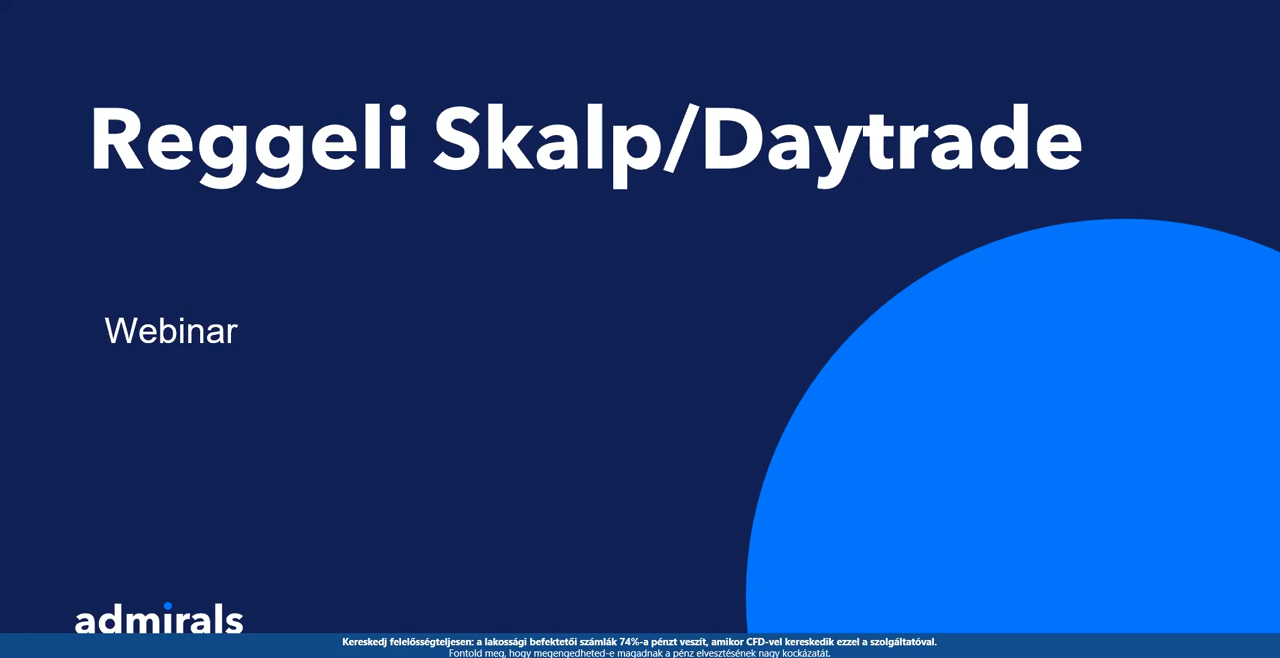 Reggeli Skalp/Daytrade
Webinar
admirals
Kereskedj felelősségteljesen: a lakossági befektetői számlák 74%-a pénzt veszít, amikor CFD-vel kereskedik ezzel a szolgáltatóval.
Fontold meg, hogy megengedheted-e magadnak a pénz elvesztésének nagy kockázatát.